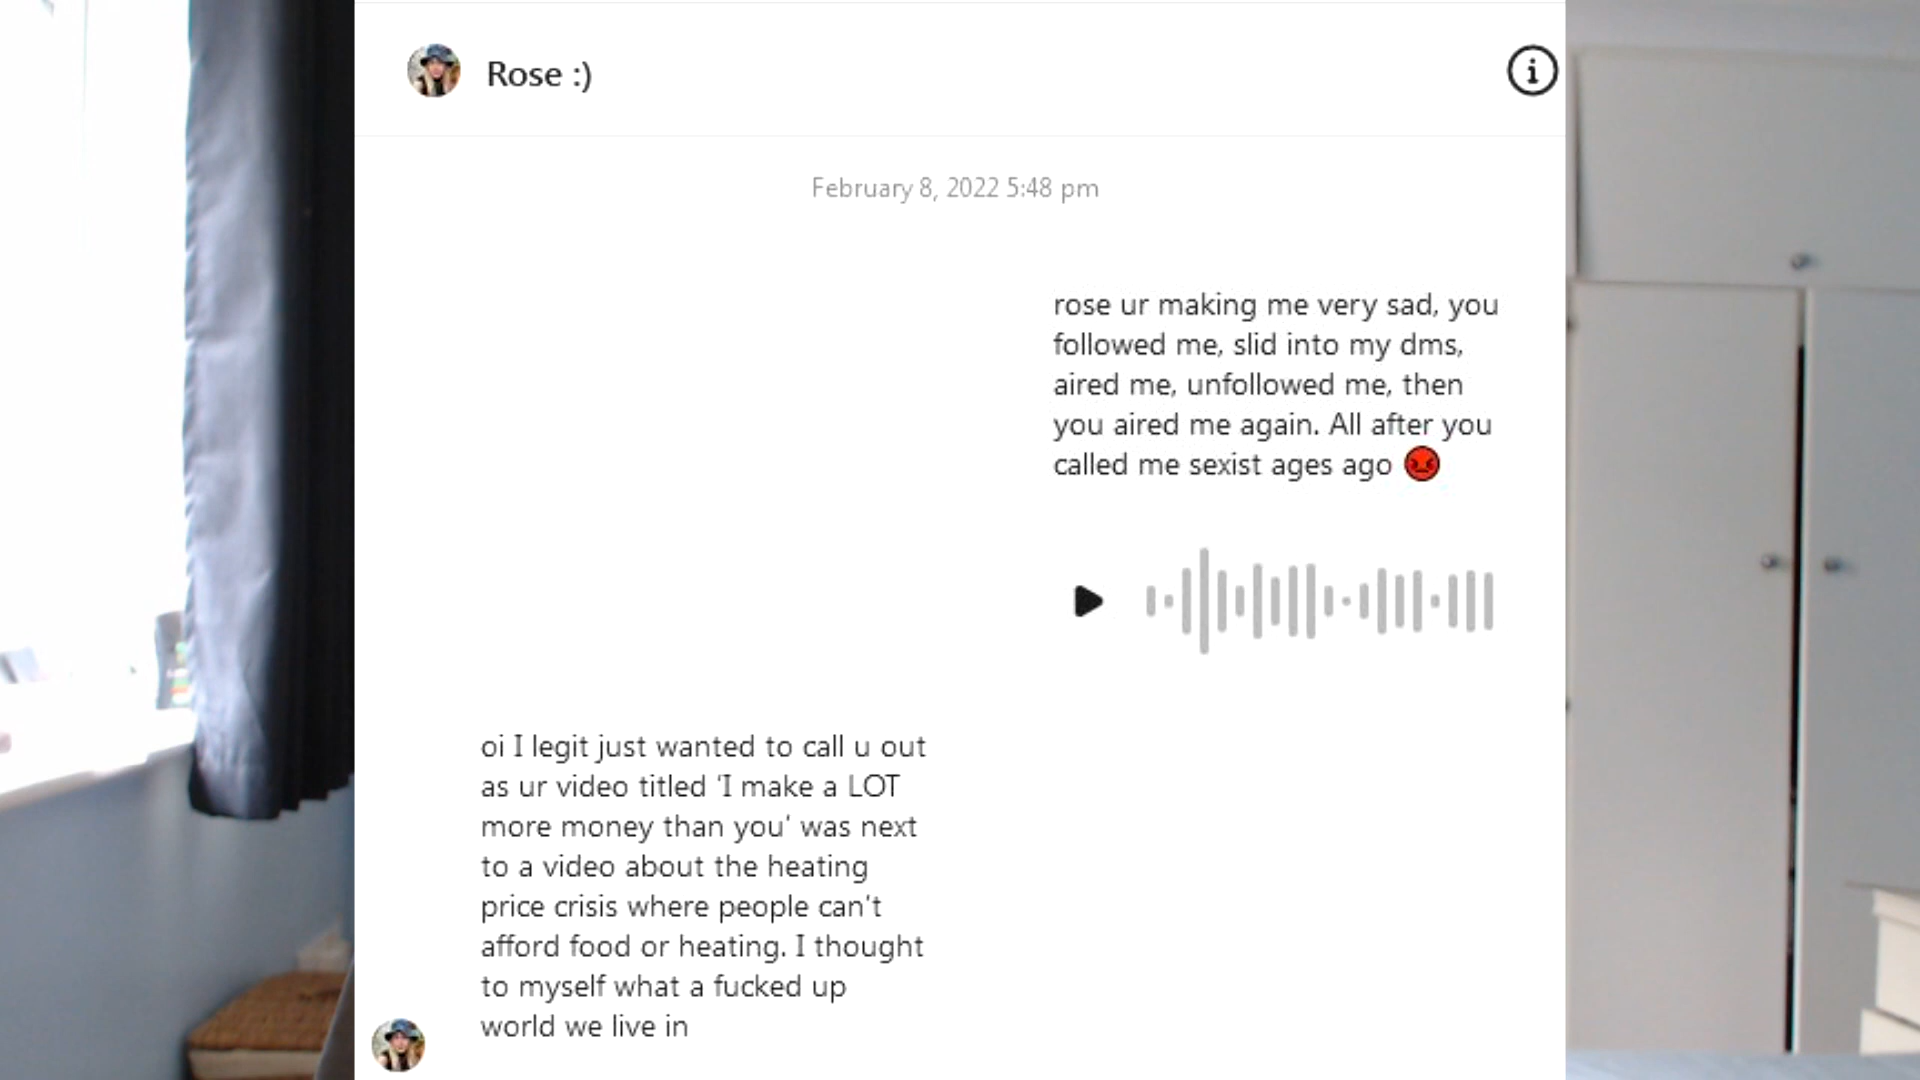 Rose :)
February 8, 2022 5:48 pm
rose ur making me very sad, you
followed me, slid into my dms,
aired me, unfollowed me, then
you aired me again. All after you
called me sexist ages ago 😡
oi I legit just wanted to call u out
as ur video titled 'I make a LOT
more money than you' was next
to a video about the heating
price crisis where people can't
afford food or heating. I thought
to myself what a fucked up
world we live in